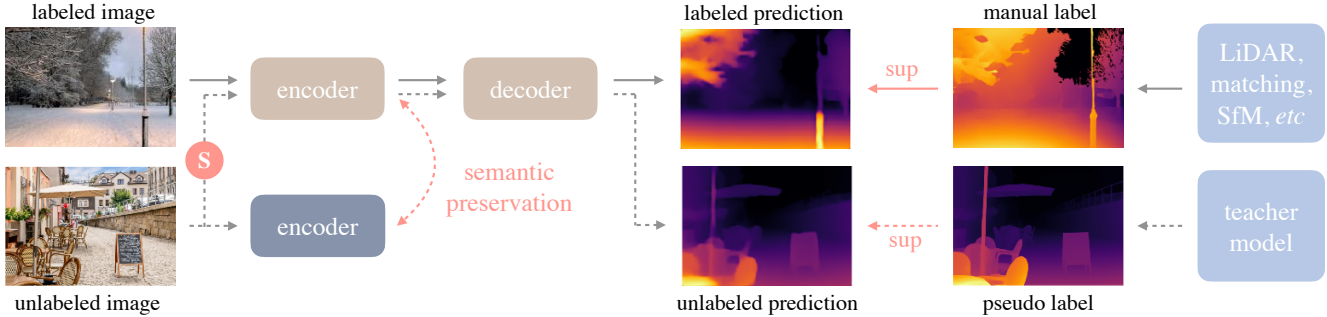 labeled image
labeled prediction
manual label
encoder
decoder
sup
LiDAR,
matching,
SfM, etc
S
semantic
preservation
encoder
sup
teacher
model
unlabeled image
unlabeled prediction
pseudo label